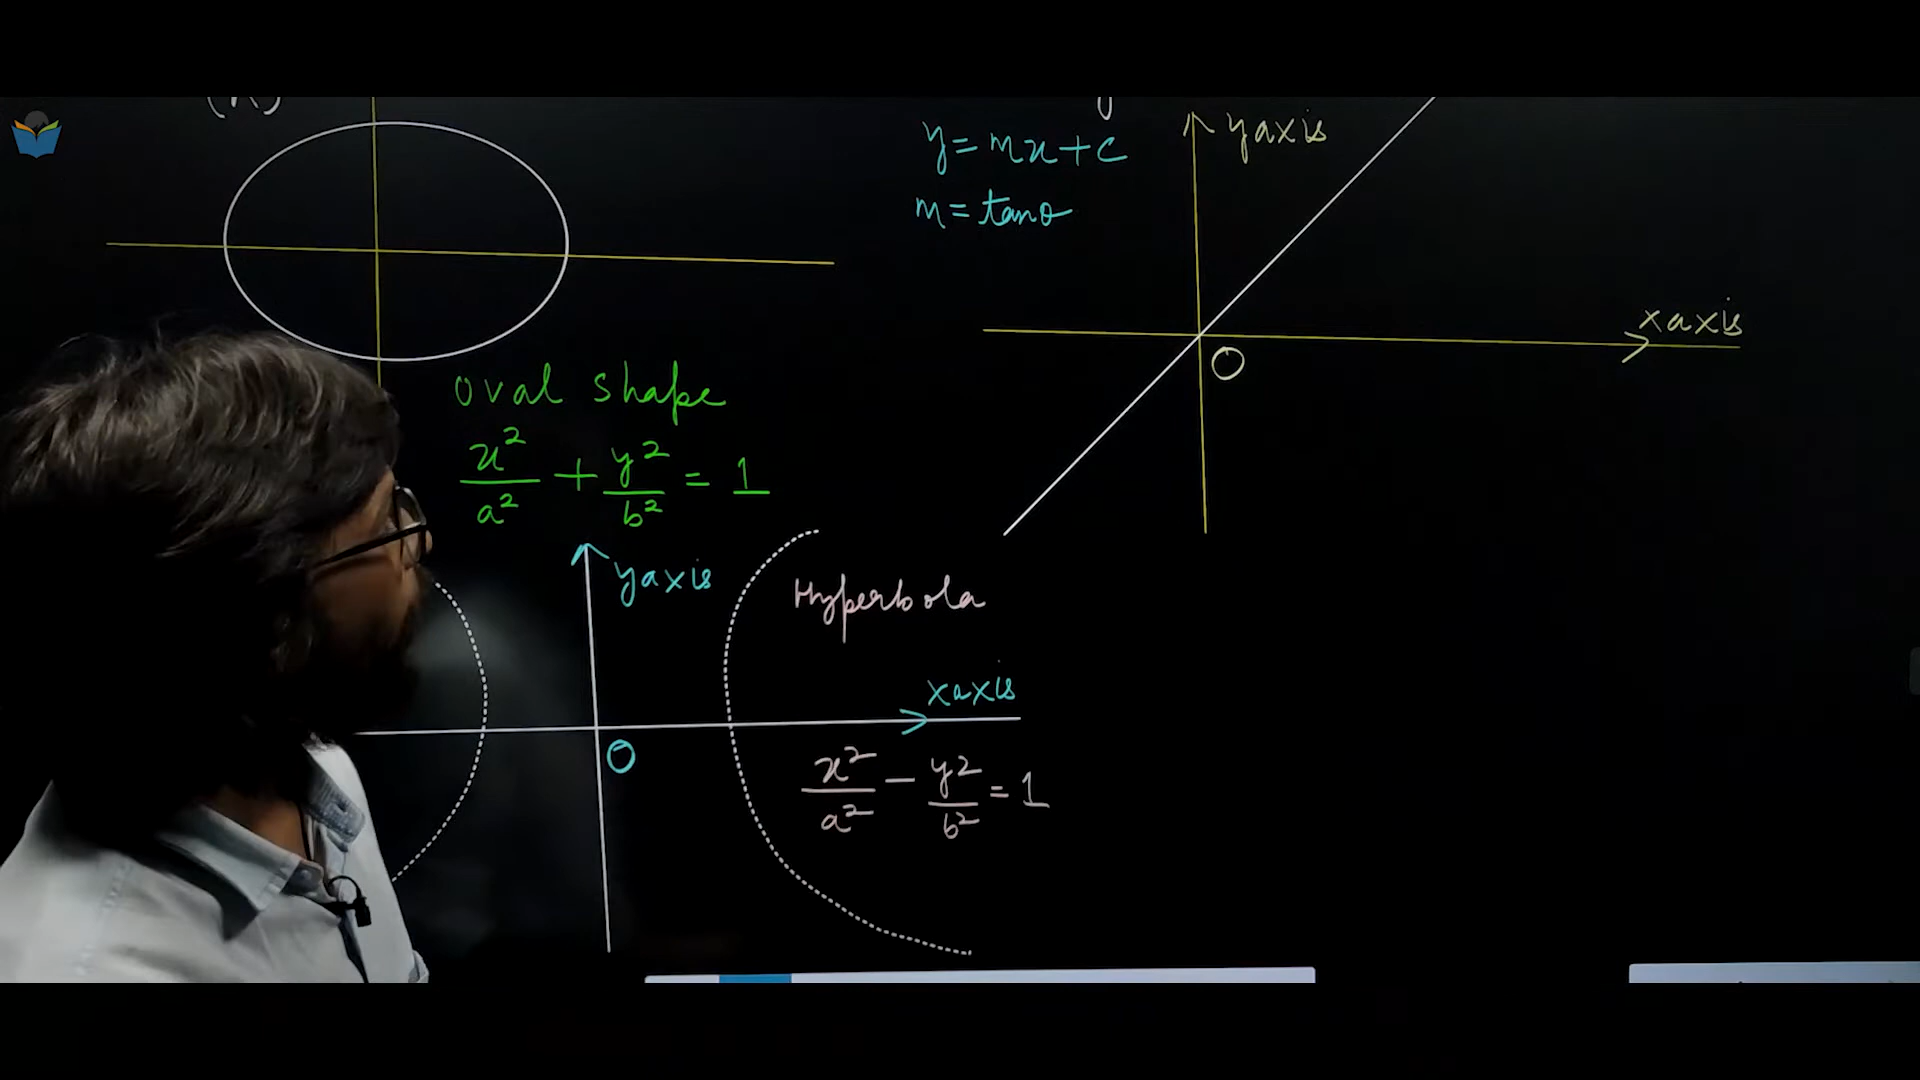 y = mx + c
m = tanθ
y axis
x axis
O
oval shape
x²/a² + y²/b² = 1
y axis
Hyperbola
x axis
O
x²/a² - y²/b² = 1